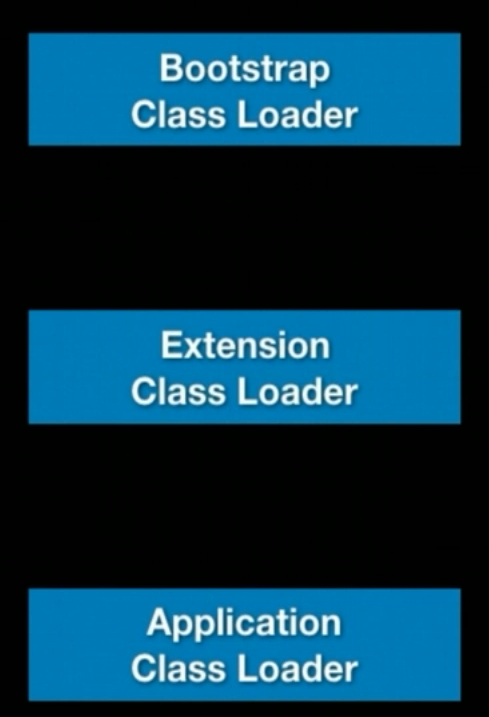 Bootstrap
Class Loader
Extension
Class Loader
Application
Class Loader